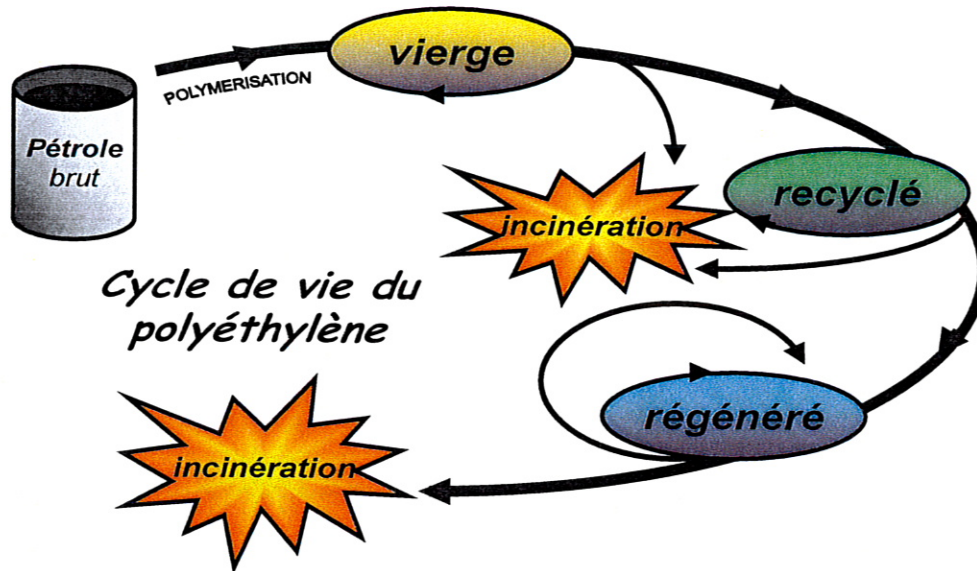 vierge
POLYMERISATION
Pétrole
brut
recyclé
incinération
Cycle de vie du
polyéthylène
régénéré
incinération